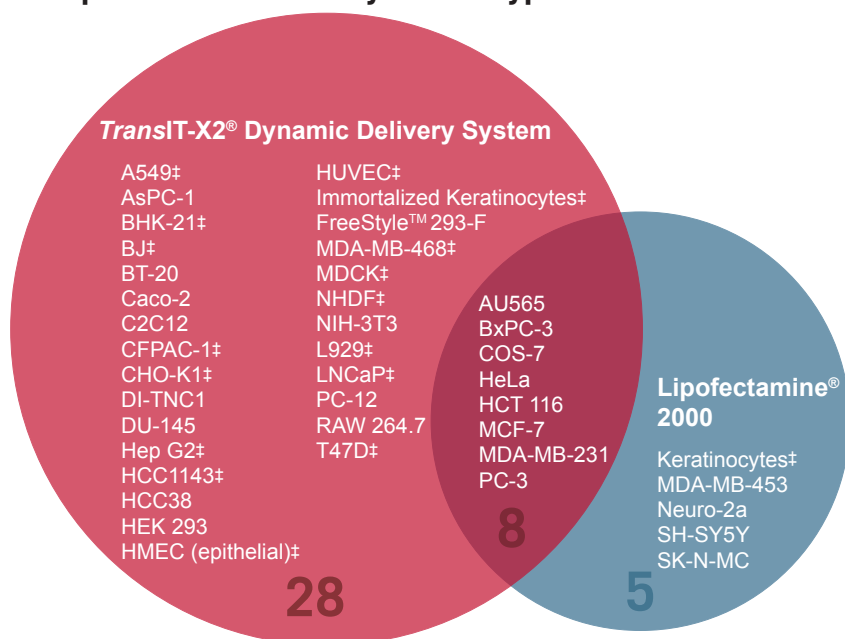 TransIT-X2® Dynamic Delivery System
A549‡
AsPC-1
BHK-21‡
BJ‡
BT-20
Caco-2
C2C12
CFPAC-1‡
CHO-K1‡
DI-TNC1
DU-145
Hep G2‡
HCC1143‡
HCC38
HEK 293
HMEC (epithelial)‡
HUVEC‡
Immortalized Keratinocytes‡
FreeStyle™ 293-F
MDA-MB-468‡
MDCK‡
NHDF‡
NIH-3T3
L929‡
LNCaP‡
PC-12
RAW 264.7
T47D‡
28
AU565
BxPC-3
COS-7
HeLa
HCT 116
MCF-7
MDA-MB-231
PC-3
8
Lipofectamine®
2000
Keratinocytes‡
MDA-MB-453
Neuro-2a
SH-SY5Y
SK-N-MC
5